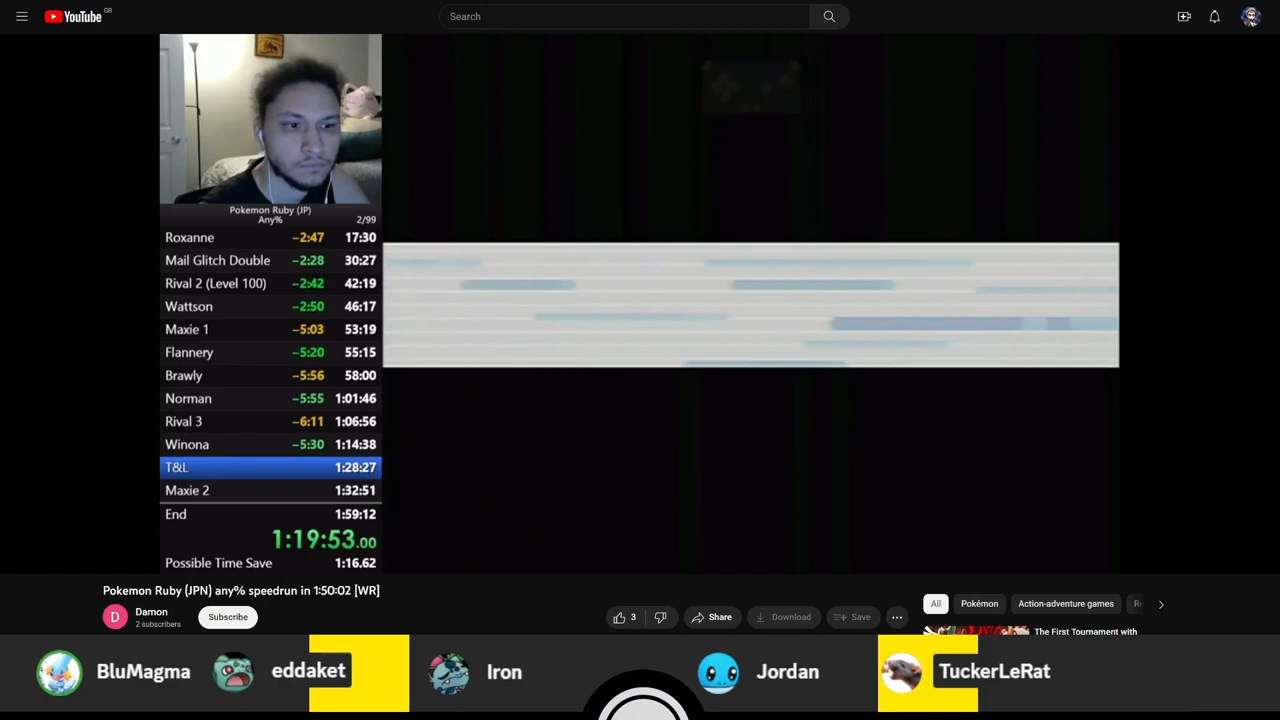 YouTube GB
Search
Pokemon Ruby (JP)
Any% 2/99
Roxanne −2:47 17:30
Mail Glitch Double −2:28 30:27
Rival 2 (Level 100) −2:42 42:19
Wattson −2:50 46:17
Maxie 1 −5:03 53:19
Flannery −5:20 55:15
Brawly −5:56 58:00
Norman −5:55 1:01:46
Rival 3 −6:11 1:06:56
Winona −5:30 1:14:38
T&L 1:28:27
Maxie 2 1:32:51
End 1:59:12
1:19:53.00
Possible Time Save 1:16.62
Pokemon Ruby (JPN) any% speedrun in 1:50:02 [WR]
D Damon
2 subscribers
Subscribe
3
Share
Download
Save
All
Pokémon
Action-adventure games
The First Tournament with
BluMagma
eddaket
Iron
Jordan
TuckerLeRat